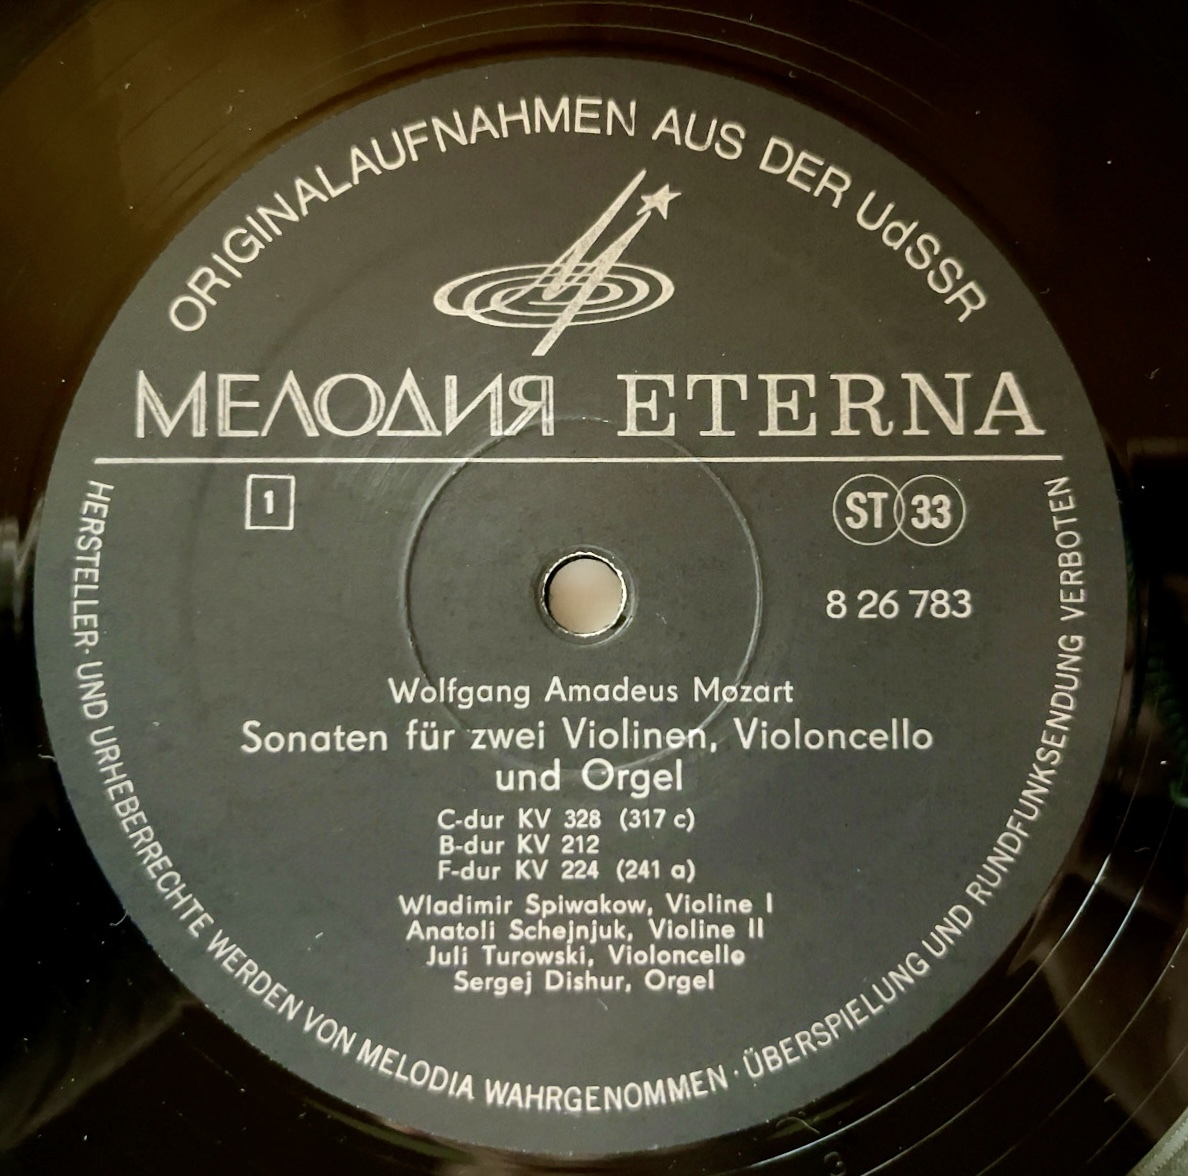 ORIGINALAUFNAHMEN AUS DER UdSSR
МЕЛОДИЯ ETERNA
1
ST 33
8 26 783
Wolfgang Amadeus Mozart
Sonaten für zwei Violinen, Violoncello
und Orgel
C-dur KV 328 (317 c)
B-dur KV 212
F-dur KV 224 (241 a)
Wladimir Spiwakow, Violine I
Anatoli Schejnjuk, Violine II
Juli Turowski, Violoncello
Sergej Dishur, Orgel
HERSTELLER- UND URHEBERRECHTE WERDEN VON MELODIA WAHRGENOMMEN · ÜBERSPIELUNG UND RUNDFUNKSENDUNG VERBOTEN